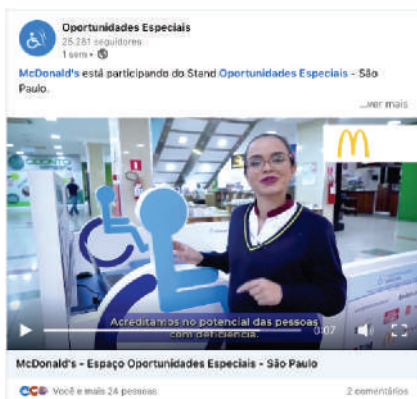 Oportunidades Especiais
25.281 seguidores
1 sem •
McDonald's está participando do Stand Oportunidades Especiais - São
Paulo.
...ver mais
Acreditamos no potencial das pessoas
com deficiência.
0:07
McDonald's - Espaço Oportunidades Especiais - São Paulo
Você e mais 24 pessoas
2 comentários